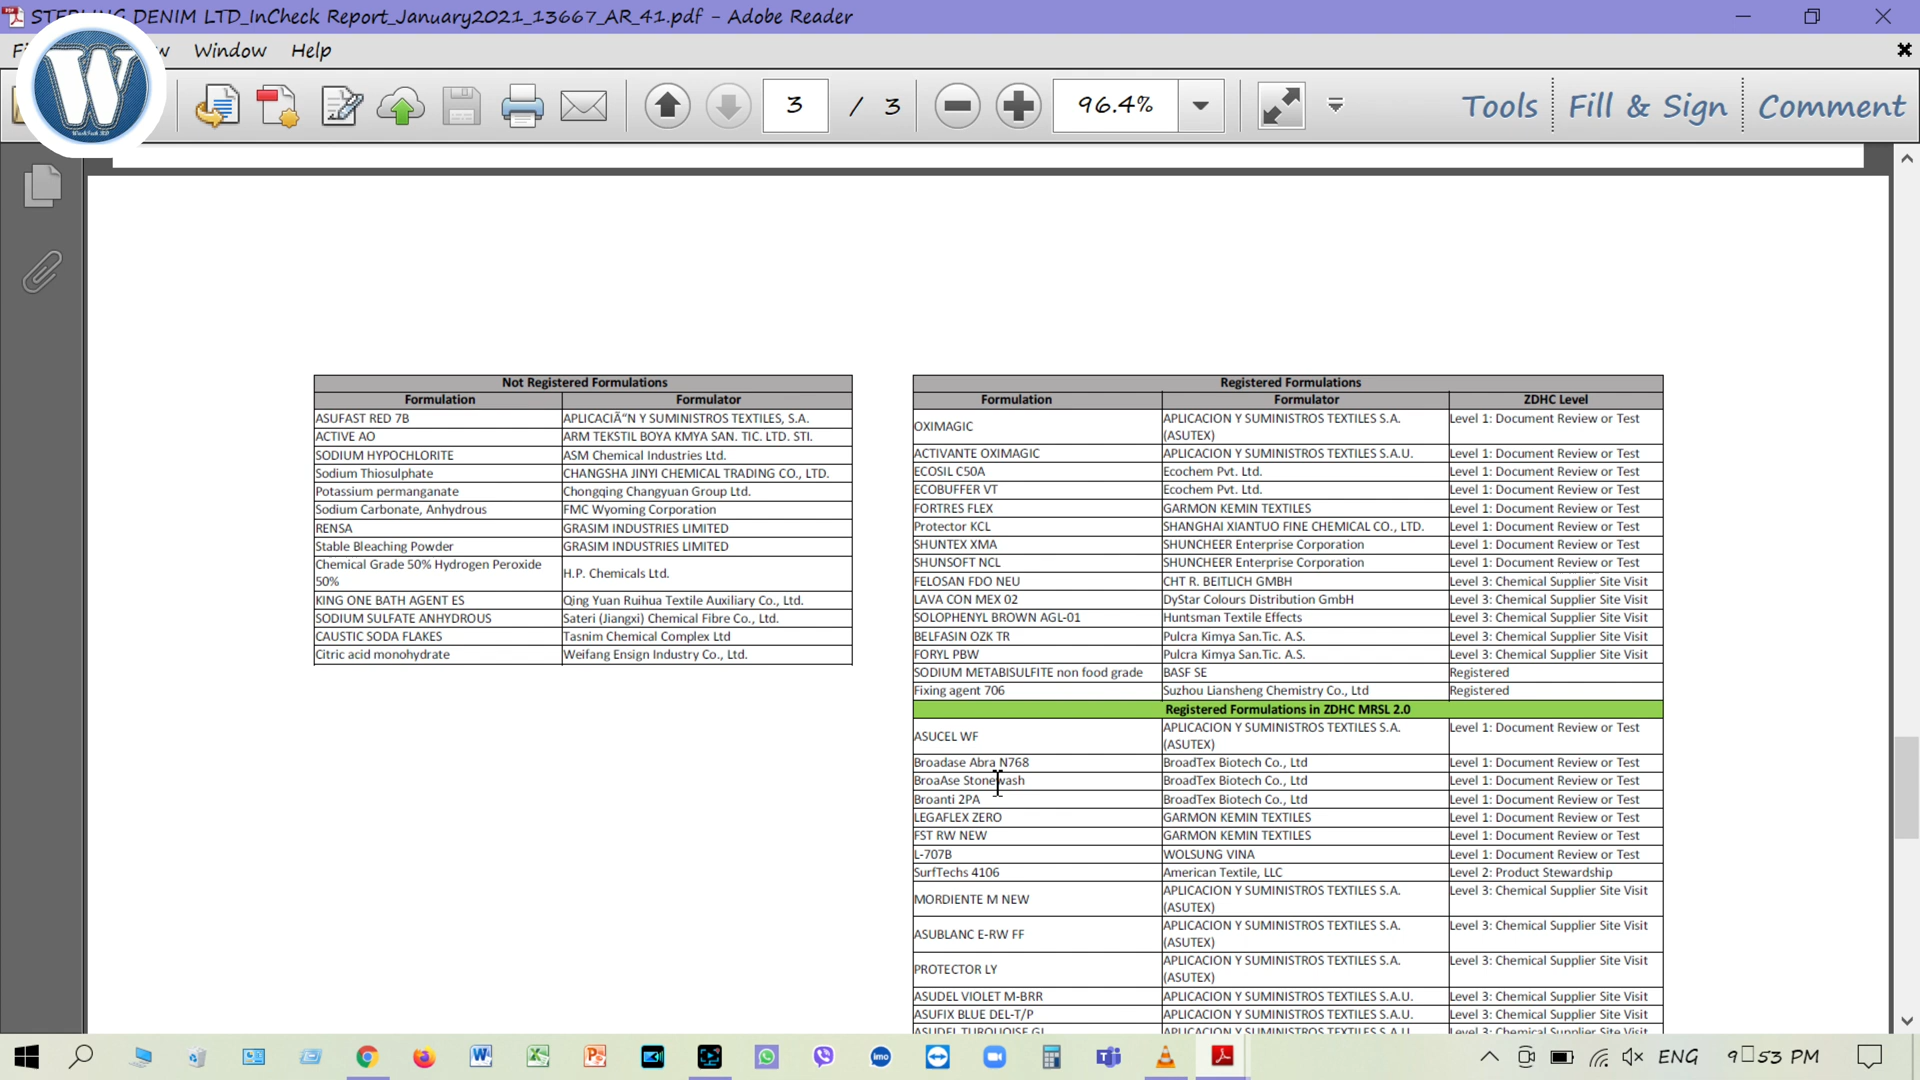 STERLING DENIM LTD_InCheck Report_January2021_13667_AR_41.pdf - Adobe Reader
Window Help
W
WashTech BD
3 / 3
96.4%
Tools Fill & Sign Comment
Not Registered Formulations
Formulation Formulator
ASUFAST RED 7B APLICACIÃ“N Y SUMINISTROS TEXTILES, S.A.
ACTIVE AO ARM TEKSTIL BOYA KMYA SAN. TIC. LTD. STI.
SODIUM HYPOCHLORITE ASM Chemical Industries Ltd.
Sodium Thiosulphate CHANGSHA JINYI CHEMICAL TRADING CO., LTD.
Potassium permanganate Chongqing Changyuan Group Ltd.
Sodium Carbonate, Anhydrous FMC Wyoming Corporation
RENSA GRASIM INDUSTRIES LIMITED
Stable Bleaching Powder GRASIM INDUSTRIES LIMITED
Chemical Grade 50% Hydrogen Peroxide
50% H.P. Chemicals Ltd.
KING ONE BATH AGENT ES Qing Yuan Ruihua Textile Auxiliary Co., Ltd.
SODIUM SULFATE ANHYDROUS Sateri (Jiangxi) Chemical Fibre Co., Ltd.
CAUSTIC SODA FLAKES Tasnim Chemical Complex Ltd
Citric acid monohydrate Weifang Ensign Industry Co., Ltd.
Registered Formulations
Formulation Formulator ZDHC Level
OXIMAGIC APLICACION Y SUMINISTROS TEXTILES S.A. Level 1: Document Review or Test
(ASUTEX)
ACTIVANTE OXIMAGIC APLICACION Y SUMINISTROS TEXTILES S.A.U. Level 1: Document Review or Test
ECOSIL C50A Ecochem Pvt. Ltd. Level 1: Document Review or Test
ECOBUFFER VT Ecochem Pvt. Ltd. Level 1: Document Review or Test
FORTRES FLEX GARMON KEMIN TEXTILES Level 1: Document Review or Test
Protector KCL SHANGHAI XIANTUO FINE CHEMICAL CO., LTD. Level 1: Document Review or Test
SHUNTEX XMA SHUNCHEER Enterprise Corporation Level 1: Document Review or Test
SHUNSOFT NCL SHUNCHEER Enterprise Corporation Level 1: Document Review or Test
FELOSAN FDO NEU CHT R. BEITLICH GMBH Level 3: Chemical Supplier Site Visit
LAVA CON MEX 02 DyStar Colours Distribution GmbH Level 3: Chemical Supplier Site Visit
SOLOPHENYL BROWN AGL-01 Huntsman Textile Effects Level 3: Chemical Supplier Site Visit
BELFASIN OZK TR Pulcra Kimya San.Tic. A.S. Level 3: Chemical Supplier Site Visit
FORYL PBW Pulcra Kimya San.Tic. A.S. Level 3: Chemical Supplier Site Visit
SODIUM METABISULFITE non food grade BASF SE Registered
Fixing agent 706 Suzhou Liansheng Chemistry Co., Ltd Registered
Registered Formulations in ZDHC MRSL 2.0
ASUCEL WF APLICACION Y SUMINISTROS TEXTILES S.A. Level 1: Document Review or Test
(ASUTEX)
Broadase Abra N768 BroadTex Biotech Co., Ltd Level 1: Document Review or Test
BroaAse Stonewash BroadTex Biotech Co., Ltd Level 1: Document Review or Test
Broanti 2PA BroadTex Biotech Co., Ltd Level 1: Document Review or Test
LEGAFLEX ZERO GARMON KEMIN TEXTILES Level 1: Document Review or Test
FST RW NEW GARMON KEMIN TEXTILES Level 1: Document Review or Test
L-707B WOLSUNG VINA Level 1: Document Review or Test
SurfTechs 4106 American Textile, LLC Level 2: Product Stewardship
MORDIENTE M NEW APLICACION Y SUMINISTROS TEXTILES S.A. Level 3: Chemical Supplier Site Visit
(ASUTEX)
ASUBLANC E-RW FF APLICACION Y SUMINISTROS TEXTILES S.A. Level 3: Chemical Supplier Site Visit
(ASUTEX)
PROTECTOR LY APLICACION Y SUMINISTROS TEXTILES S.A. Level 3: Chemical Supplier Site Visit
(ASUTEX)
ASUDEL VIOLET M-BRR APLICACION Y SUMINISTROS TEXTILES S.A.U. Level 3: Chemical Supplier Site Visit
ASUFIX BLUE DEL-T/P APLICACION Y SUMINISTROS TEXTILES S.A.U. Level 3: Chemical Supplier Site Visit
ASUDEL TURQUOISE GL APLICACION Y SUMINISTROS TEXTILES S.A.U. Level 3: Chemical Supplier Site Visit
ENG 9 53 PM